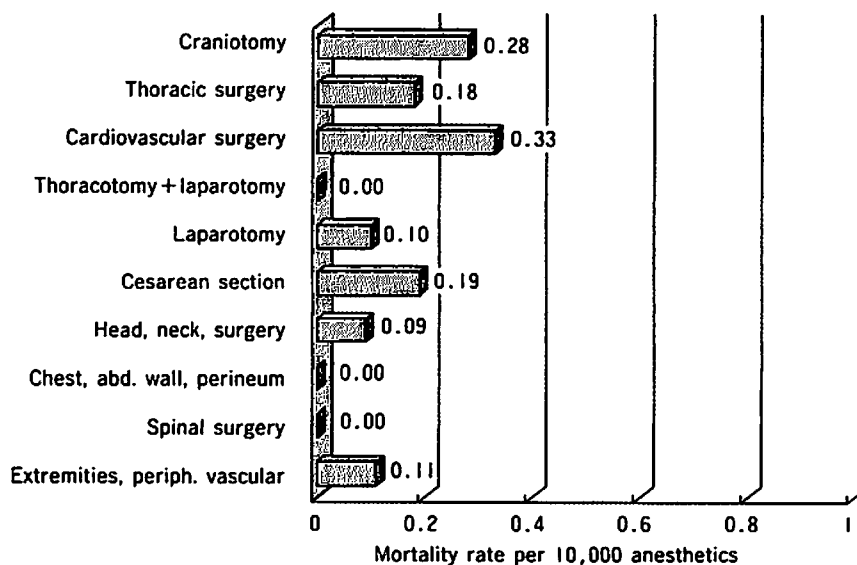 Craniotomy 0.28
Thoracic surgery 0.18
Cardiovascular surgery 0.33
Thoracotomy+laparotomy 0.00
Laparotomy 0.10
Cesarean section 0.19
Head, neck, surgery 0.09
Chest, abd. wall, perineum 0.00
Spinal surgery 0.00
Extremities, periph. vascular 0.11
0 0.2 0.4 0.6 0.8 1
Mortality rate per 10,000 anesthetics